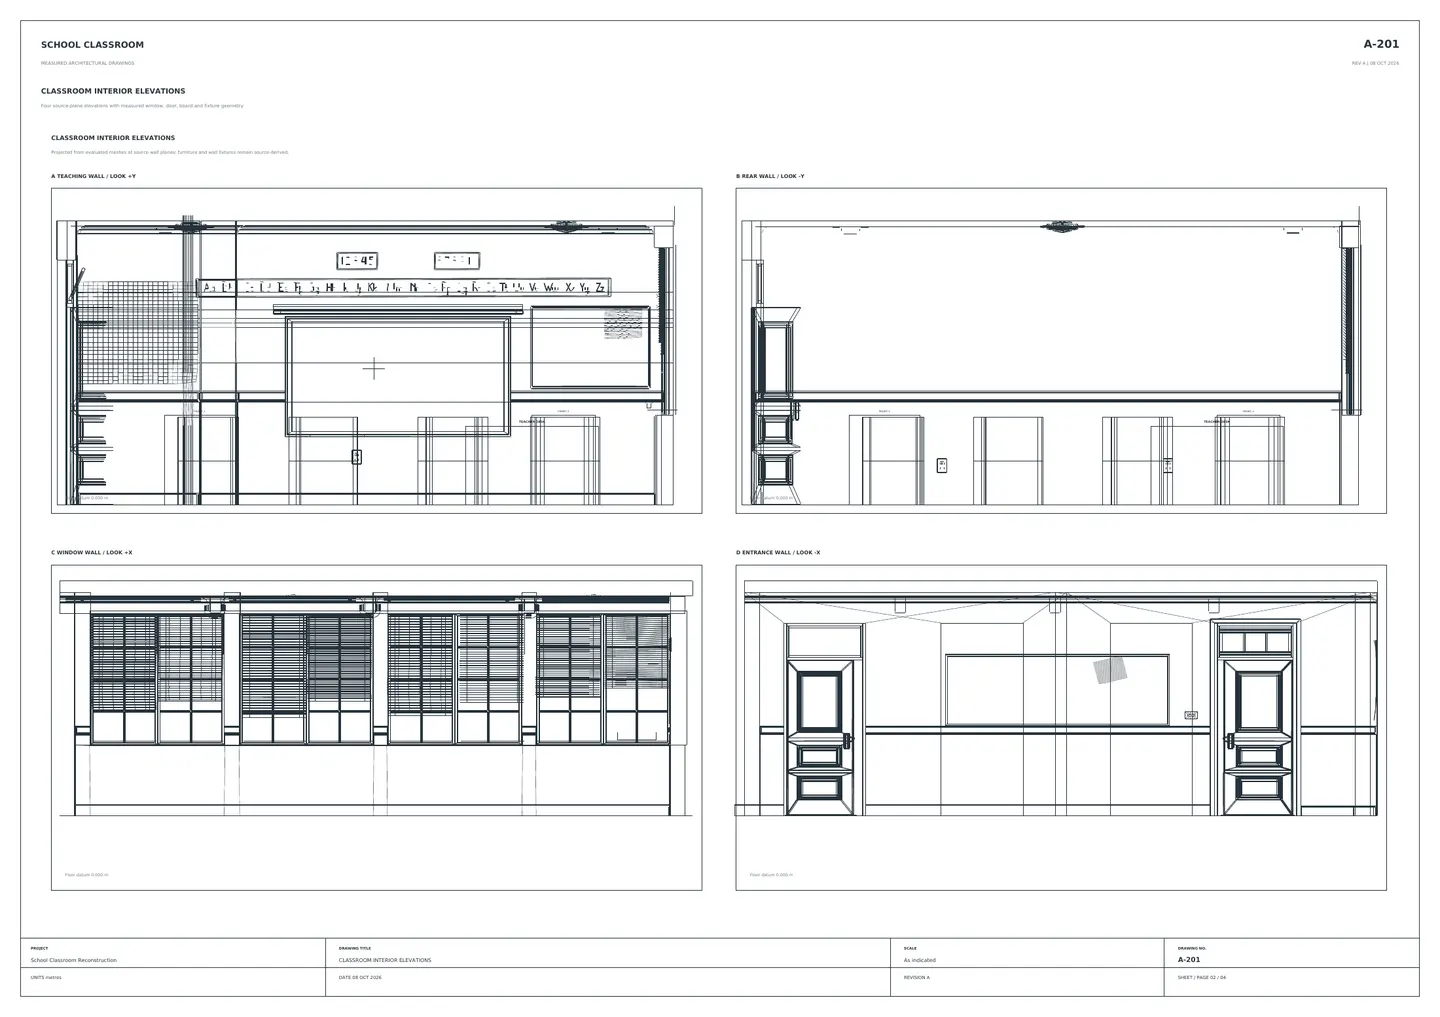 SCHOOL CLASSROOM
A-201
MEASURED ARCHITECTURAL DRAWINGS
REV A | 08 OCT 2026
CLASSROOM INTERIOR ELEVATIONS
Four source-plane elevations with measured window, door, board and fixture geometry.
CLASSROOM INTERIOR ELEVATIONS
Projected from evaluated meshes at source wall planes; furniture and wall fixtures remain source-derived.
A TEACHING WALL / LOOK +Y
B REAR WALL / LOOK -Y
TEACHER DESK
TEACHER DESK
C WINDOW WALL / LOOK +X
D ENTRANCE WALL / LOOK -X
Floor datum 0.000 m
Floor datum 0.000 m
PROJECT
DRAWING TITLE
SCALE
DRAWING NO.
School Classroom Reconstruction
CLASSROOM INTERIOR ELEVATIONS
As indicated
A-201
UNITS metres
DATE 08 OCT 2026
REVISION A
SHEET / PAGE 02 / 04